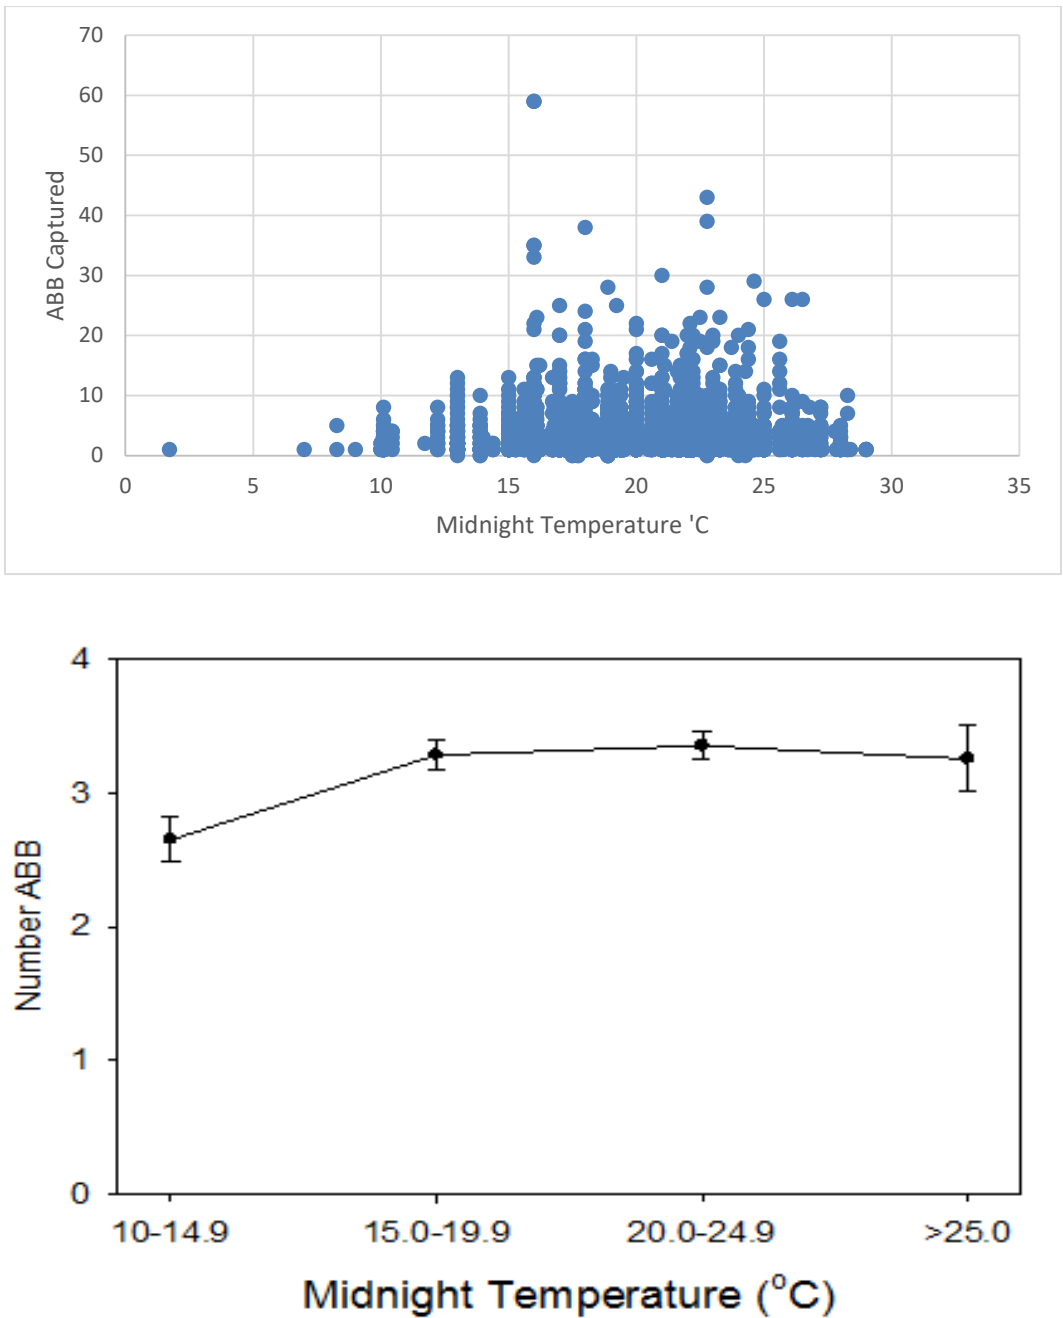 70
60
50
40
30
20
10
0
ABB Captured
0 5 10 15 20 25 30 35
Midnight Temperature 'C
4
3
2
1
0
Number ABB
10-14.9 15.0-19.9 20.0-24.9 >25.0
Midnight Temperature (°C)